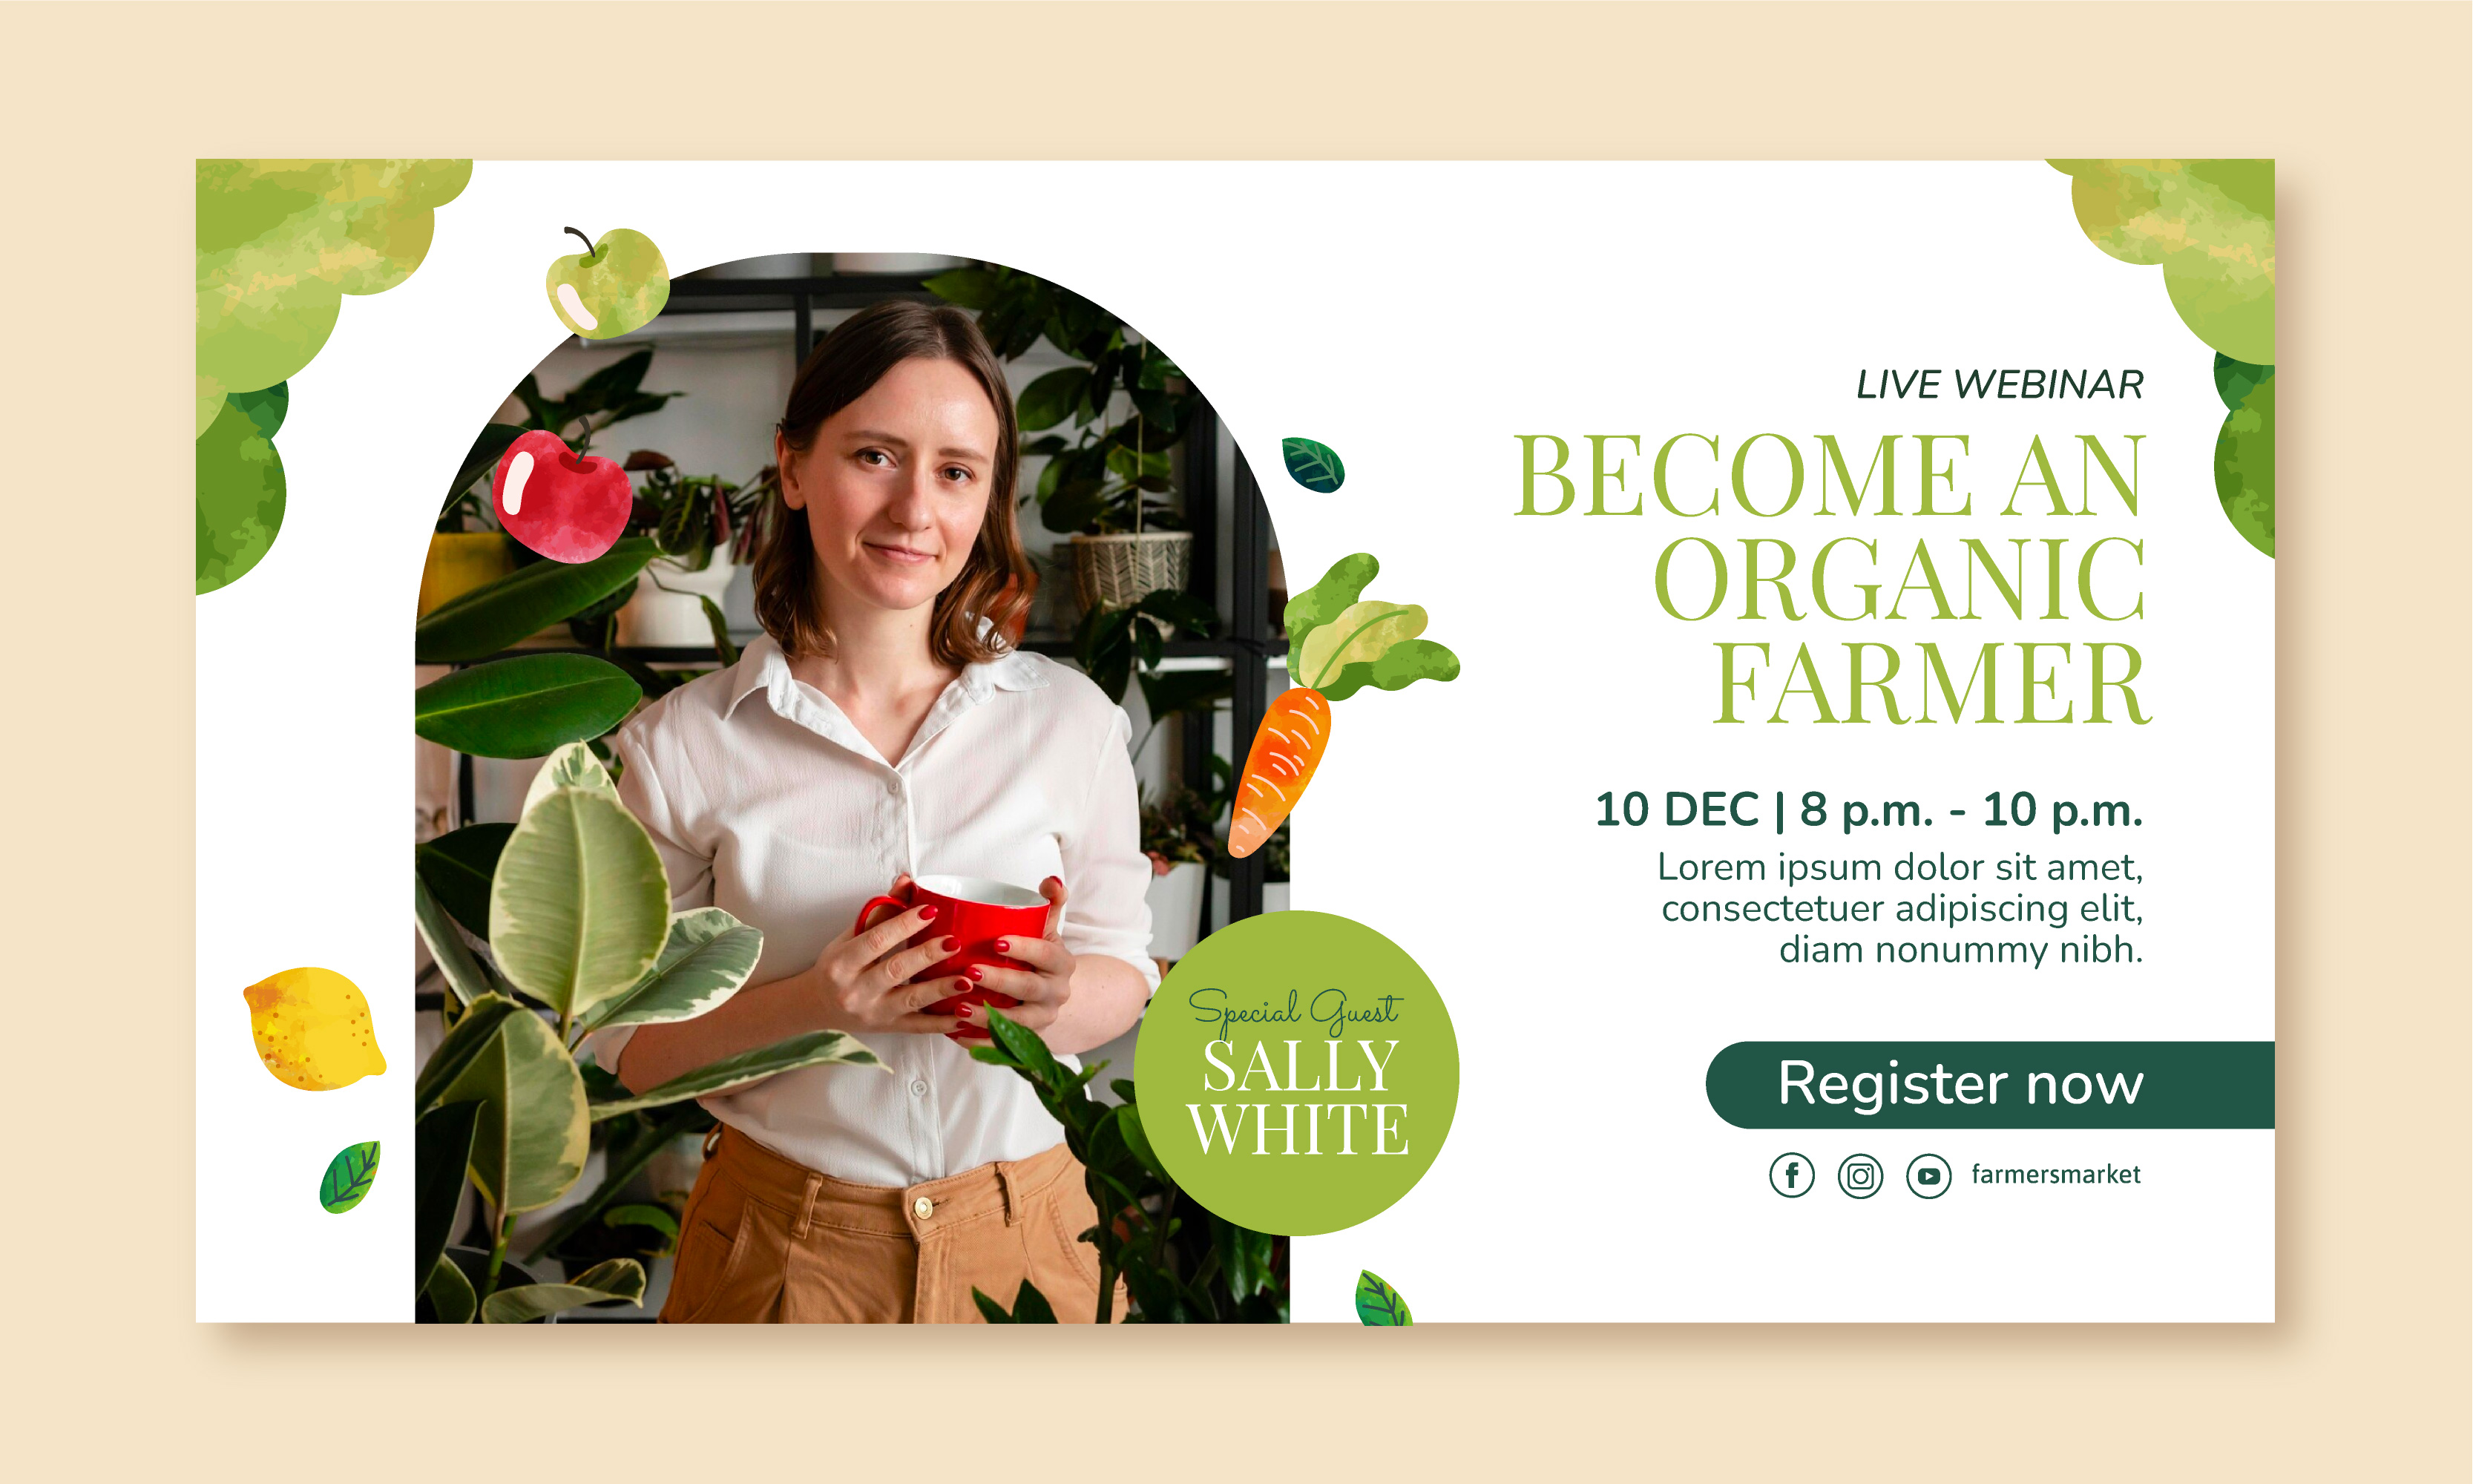 LIVE WEBINAR
BECOME AN
ORGANIC
FARMER
10 DEC | 8 p.m. - 10 p.m.
Lorem ipsum dolor sit amet,
consectetuer adipiscing elit,
diam nonummy nibh.
Special Guest
SALLY
WHITE
Register now
farmersmarket